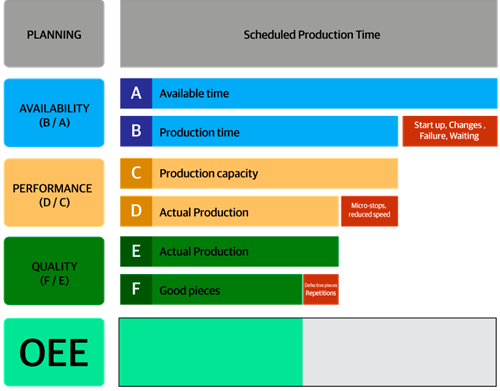 PLANNING
Scheduled Production Time
AVAILABILITY
(B / A)
A
Available time
B
Production time
Start up, Changes ,
Failure, Waiting
PERFORMANCE
(D / C)
C
Production capacity
D
Actual Production
Micro-stops,
reduced speed
QUALITY
(F / E)
E
Actual Production
F
Good pieces
Defective pieces
Repetitions
OEE